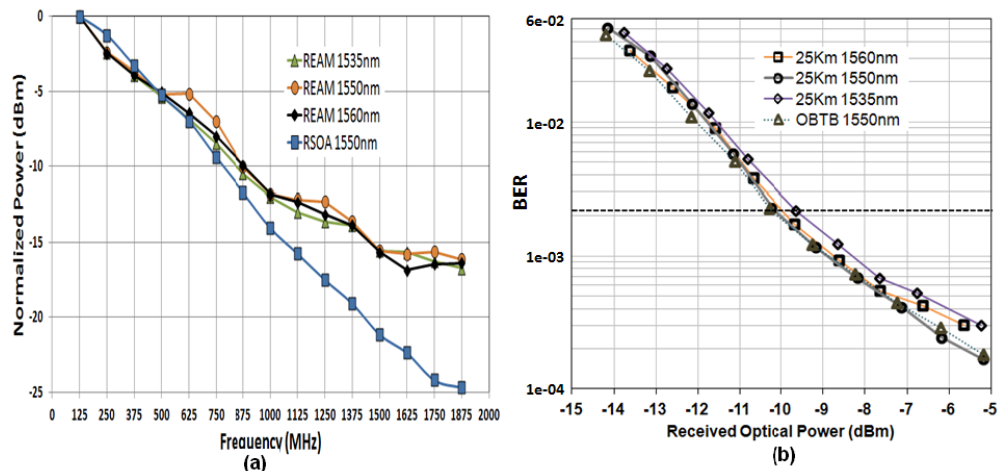 (a)
Normalized Power (dBm)
0
-5
-10
-15
-20
-25
REAM 1535nm
REAM 1550nm
REAM 1560nm
RSOA 1550nm
125 250 375 500 625 750 875 1000 1125 1250 1375 1500 1625 1750 1875 2000
Frequency (MHz)
(a)
(b)
BER
6e-02
1e-02
1e-03
1e-04
25Km 1560nm
25Km 1550nm
25Km 1535nm
OBTB 1550nm
-15 -14 -13 -12 -11 -10 -9 -8 -7 -6 -5
Received Optical Power (dBm)
(b)